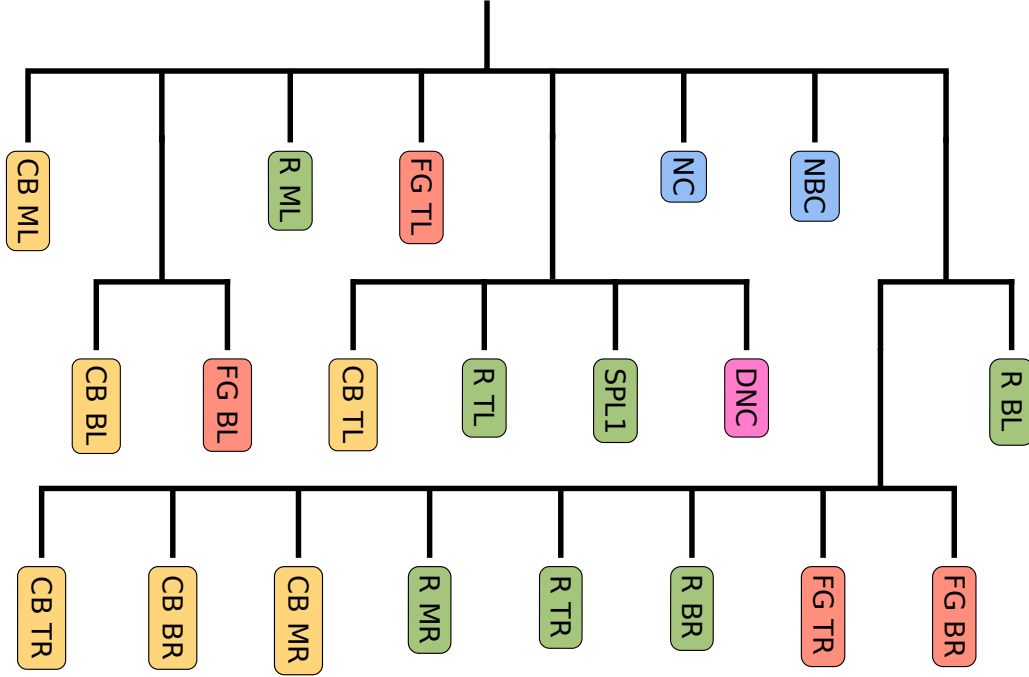 CB ML
R ML
FG TL
NC
NBC
CB BL
FG BL
CB TL
R TL
SPL1
DNC
R BL
CB TR
CB BR
CB MR
R MR
R TR
R BR
FG TR
FG BR